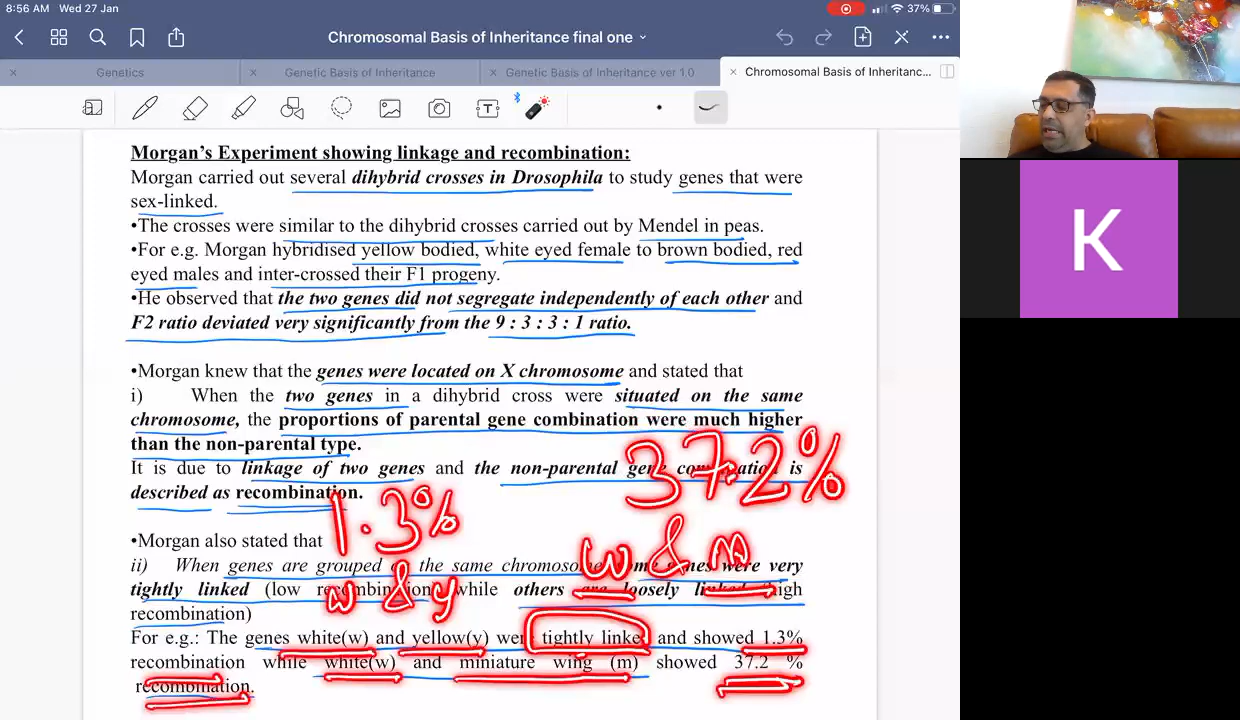 8:56 AM Wed 27 Jan
37%
Chromosomal Basis of Inheritance final one
Genetics
Genetic Basis of Inheritance
Genetic Basis of Inheritance ver 1.0
Chromosomal Basis of Inheritanc...
Morgan's Experiment showing linkage and recombination:
Morgan carried out several dihybrid crosses in Drosophila to study genes that were
sex-linked.
•The crosses were similar to the dihybrid crosses carried out by Mendel in peas.
•For e.g. Morgan hybridised yellow bodied, white eyed female to brown bodied, red
eyed males and inter-crossed their F1 progeny.
•He observed that the two genes did not segregate independently of each other and
F2 ratio deviated very significantly from the 9 : 3 : 3 : 1 ratio.
•Morgan knew that the genes were located on X chromosome and stated that
i) When the two genes in a dihybrid cross were situated on the same
chromosome, the proportions of parental gene combination were much higher
than the non-parental type.
It is due to linkage of two genes and the non-parental gene combination is
described as recombination.
37.2%
1.3%
•Morgan also stated that
w & m
ii) When genes are grouped on the same chromosome, some genes were very
tightly linked (low recombination) while others are loosely linked (high
w & y
recombination)
For e.g.: The genes white(w) and yellow(y) were tightly linked and showed 1.3%
recombination while white(w) and miniature wing (m) showed 37.2 %
recombination.
K